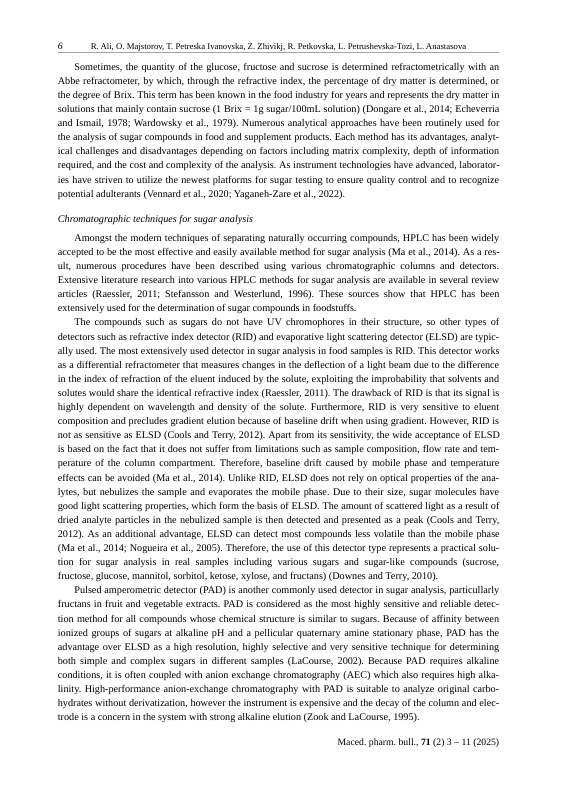 6 R. Ali, O. Majstorov, T. Petreska Ivanovska, Z. Zhivikj, R. Petkovska, L. Petrushevska-Tozi, L. Anastasova
Sometimes, the quantity of the glucose, fructose and sucrose is determined refractometrically with an
Abbe refractometer, by which, through the refractive index, the percentage of dry matter is determined, or
the degree of Brix. This term has been known in the food industry for years and represents the dry matter in
solutions that mainly contain sucrose (1 Brix = 1g sugar/100mL solution) (Dongare et al., 2014; Echeverria
and Ismail, 1978; Wardowsky et al., 1979). Numerous analytical approaches have been routinely used for
the analysis of sugar compounds in food and supplement products. Each method has its advantages, analyt-
ical challenges and disadvantages depending on factors including matrix complexity, depth of information
required, and the cost and complexity of the analysis. As instrument technologies have advanced, laborator-
ies have striven to utilize the newest platforms for sugar testing to ensure quality control and to recognize
potential adulterants (Vennard et al., 2020; Yaganeh-Zare et al., 2022).
Chromatographic techniques for sugar analysis
Amongst the modern techniques of separating naturally occurring compounds, HPLC has been widely
accepted to be the most effective and easily available method for sugar analysis (Ma et al., 2014). As a res-
ult, numerous procedures have been described using various chromatographic columns and detectors.
Extensive literature research into various HPLC methods for sugar analysis are available in several review
articles (Raessler, 2011; Stefansson and Westerlund, 1996). These sources show that HPLC has been
extensively used for the determination of sugar compounds in foodstuffs.
The compounds such as sugars do not have UV chromophores in their structure, so other types of
detectors such as refractive index detector (RID) and evaporative light scattering detector (ELSD) are typic-
ally used. The most extensively used detector in sugar analysis in food samples is RID. This detector works
as a differential refractometer that measures changes in the deflection of a light beam due to the difference
in the index of refraction of the eluent induced by the solute, exploiting the improbability that solvents and
solutes would share the identical refractive index (Raessler, 2011). The drawback of RID is that its signal is
highly dependent on wavelength and density of the solute. Furthermore, RID is very sensitive to eluent
composition and precludes gradient elution because of baseline drift when using gradient. However, RID is
not as sensitive as ELSD (Cools and Terry, 2012). Apart from its sensitivity, the wide acceptance of ELSD
is based on the fact that it does not suffer from limitations such as sample composition, flow rate and tem-
perature of the column compartment. Therefore, baseline drift caused by mobile phase and temperature
effects can be avoided (Ma et al., 2014). Unlike RID, ELSD does not rely on optical properties of the ana-
lytes, but nebulizes the sample and evaporates the mobile phase. Due to their size, sugar molecules have
good light scattering properties, which form the basis of ELSD. The amount of scattered light as a result of
dried analyte particles in the nebulized sample is then detected and presented as a peak (Cools and Terry,
2012). As an additional advantage, ELSD can detect most compounds less volatile than the mobile phase
(Ma et al., 2014; Nogueira et al., 2005). Therefore, the use of this detector type represents a practical solu-
tion for sugar analysis in real samples including various sugars and sugar-like compounds (sucrose,
fructose, glucose, mannitol, sorbitol, ketose, xylose, and fructans) (Downes and Terry, 2010).
Pulsed amperometric detector (PAD) is another commonly used detector in sugar analysis, particullarly
fructans in fruit and vegetable extracts. PAD is considered as the most highly sensitive and reliable detec-
tion method for all compounds whose chemical structure is similar to sugars. Because of affinity between
ionized groups of sugars at alkaline pH and a pellicular quaternary amine stationary phase, PAD has the
advantage over ELSD as a high resolution, highly selective and very sensitive technique for determining
both simple and complex sugars in different samples (LaCourse, 2002). Because PAD requires alkaline
conditions, it is often coupled with anion exchange chromatography (AEC) which also requires high alka-
linity. High-performance anion-exchange chromatography with PAD is suitable to analyze original carbo-
hydrates without derivatization, however the instrument is expensive and the decay of the column and elec-
trode is a concern in the system with strong alkaline elution (Zook and LaCourse, 1995).
Maced. pharm. bull., 71 (2) 3 – 11 (2025)